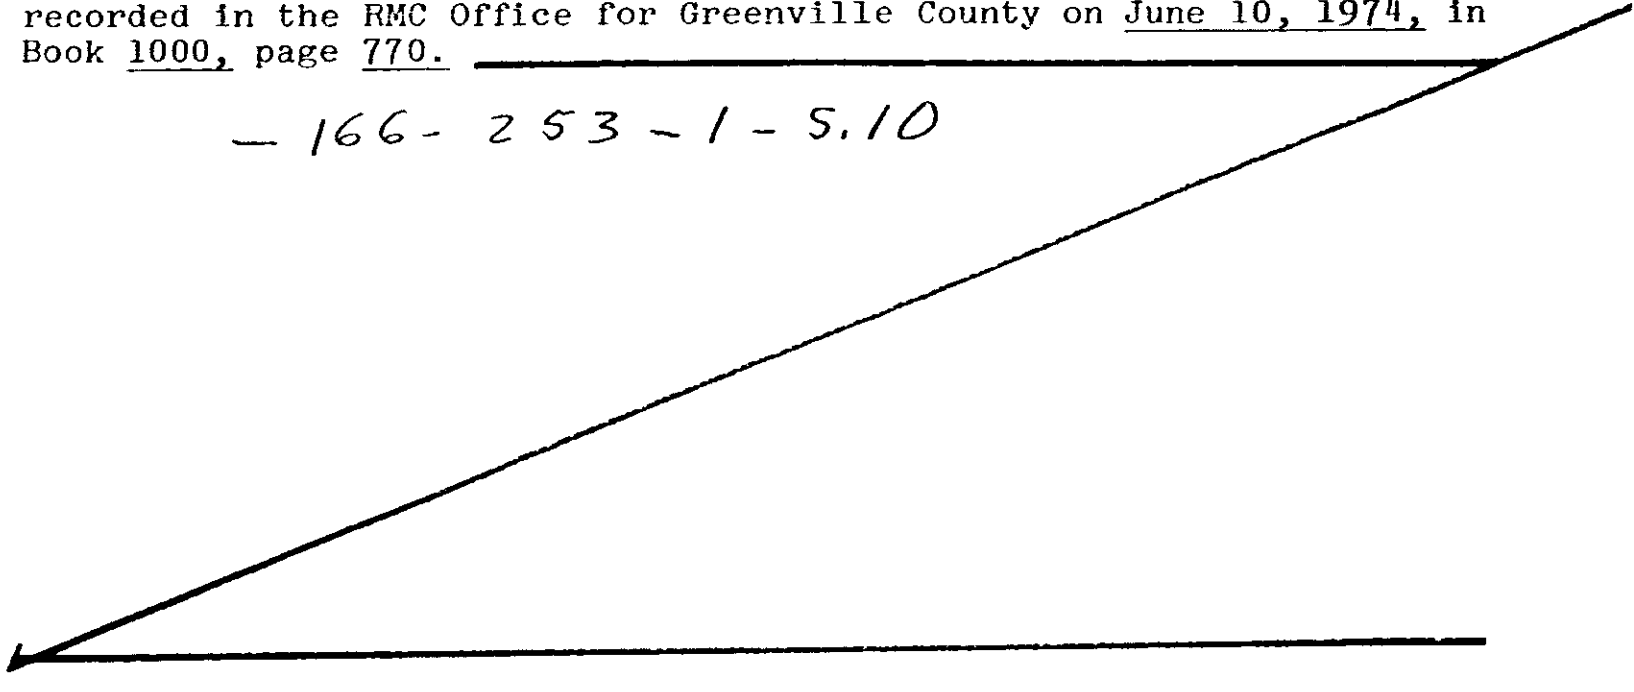 recorded in the RMC Office for Greenville County on June 10, 1974, in
Book 1000, page 770.
- 166- 253 - 1 - 5.10